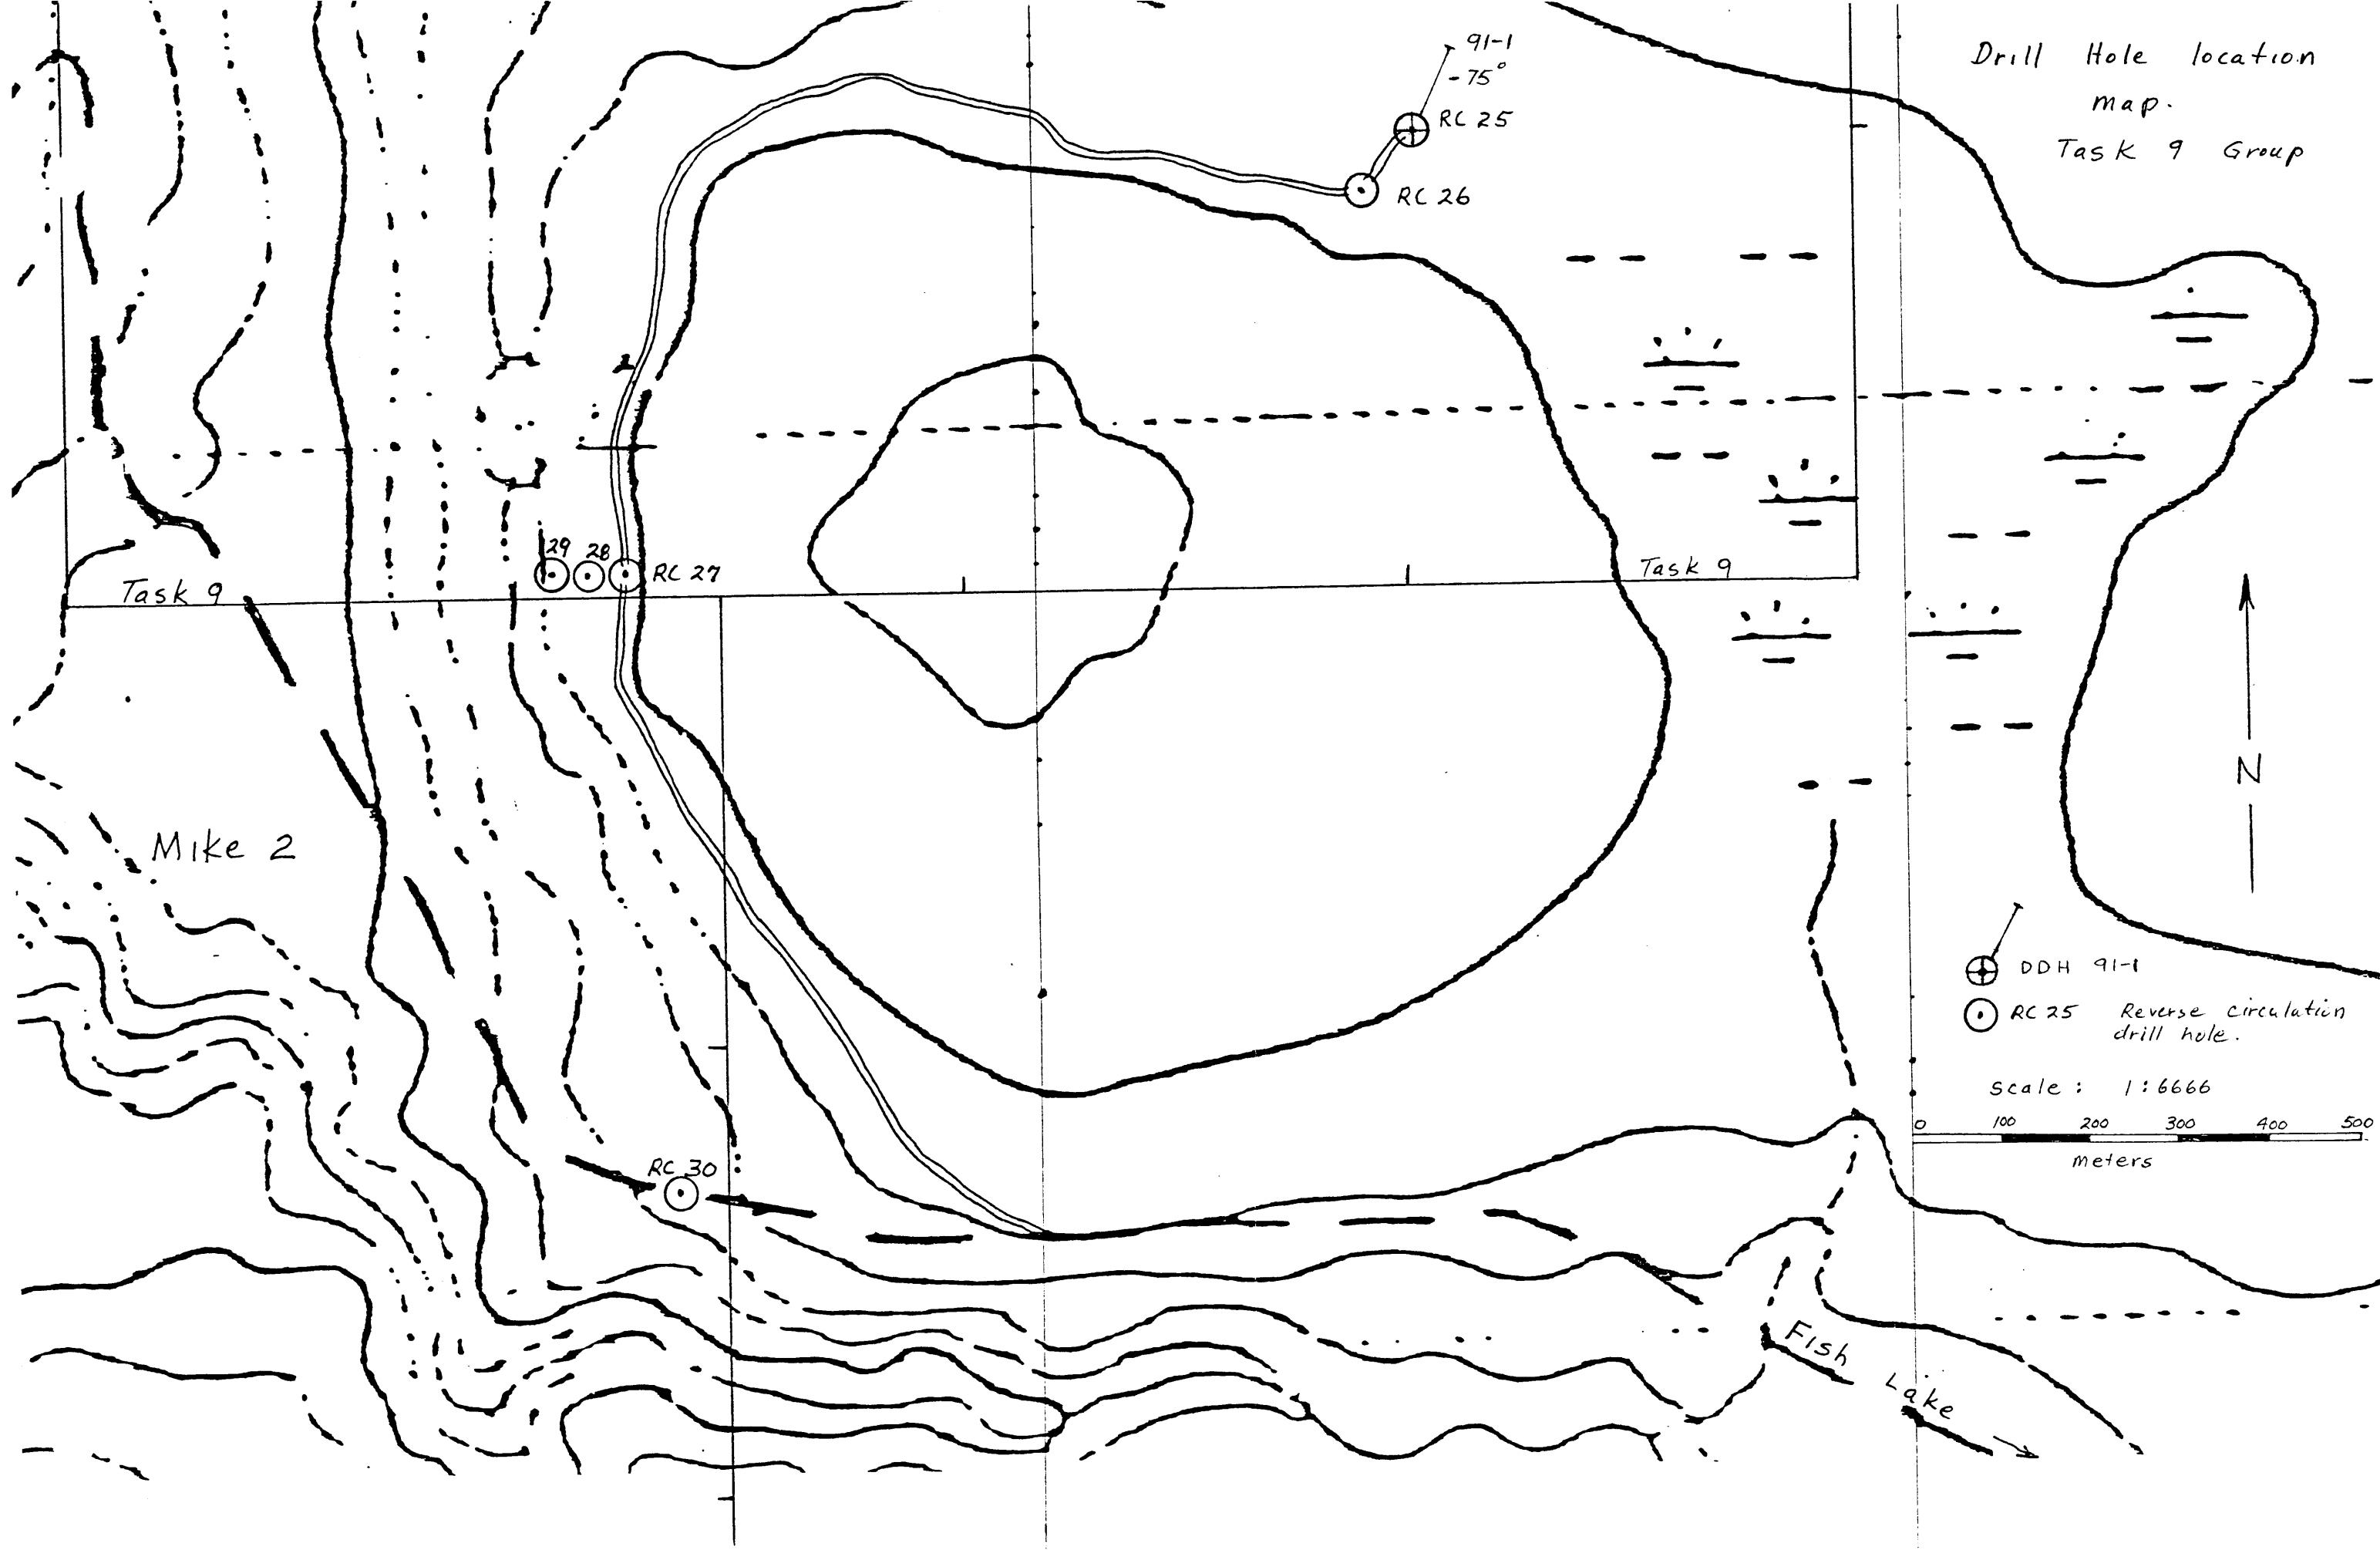 Drill Hole location
map.
Task 9 Group
91-1
-75°
RC 25
RC 26
29 28 RC 27
Task 9
Task 9
Mike 2
N
DDH 91-1
RC 25 Reverse circulation
drill hole.
Scale: 1:6666
0 100 200 300 400 500
meters
RC 30
Fish Lake